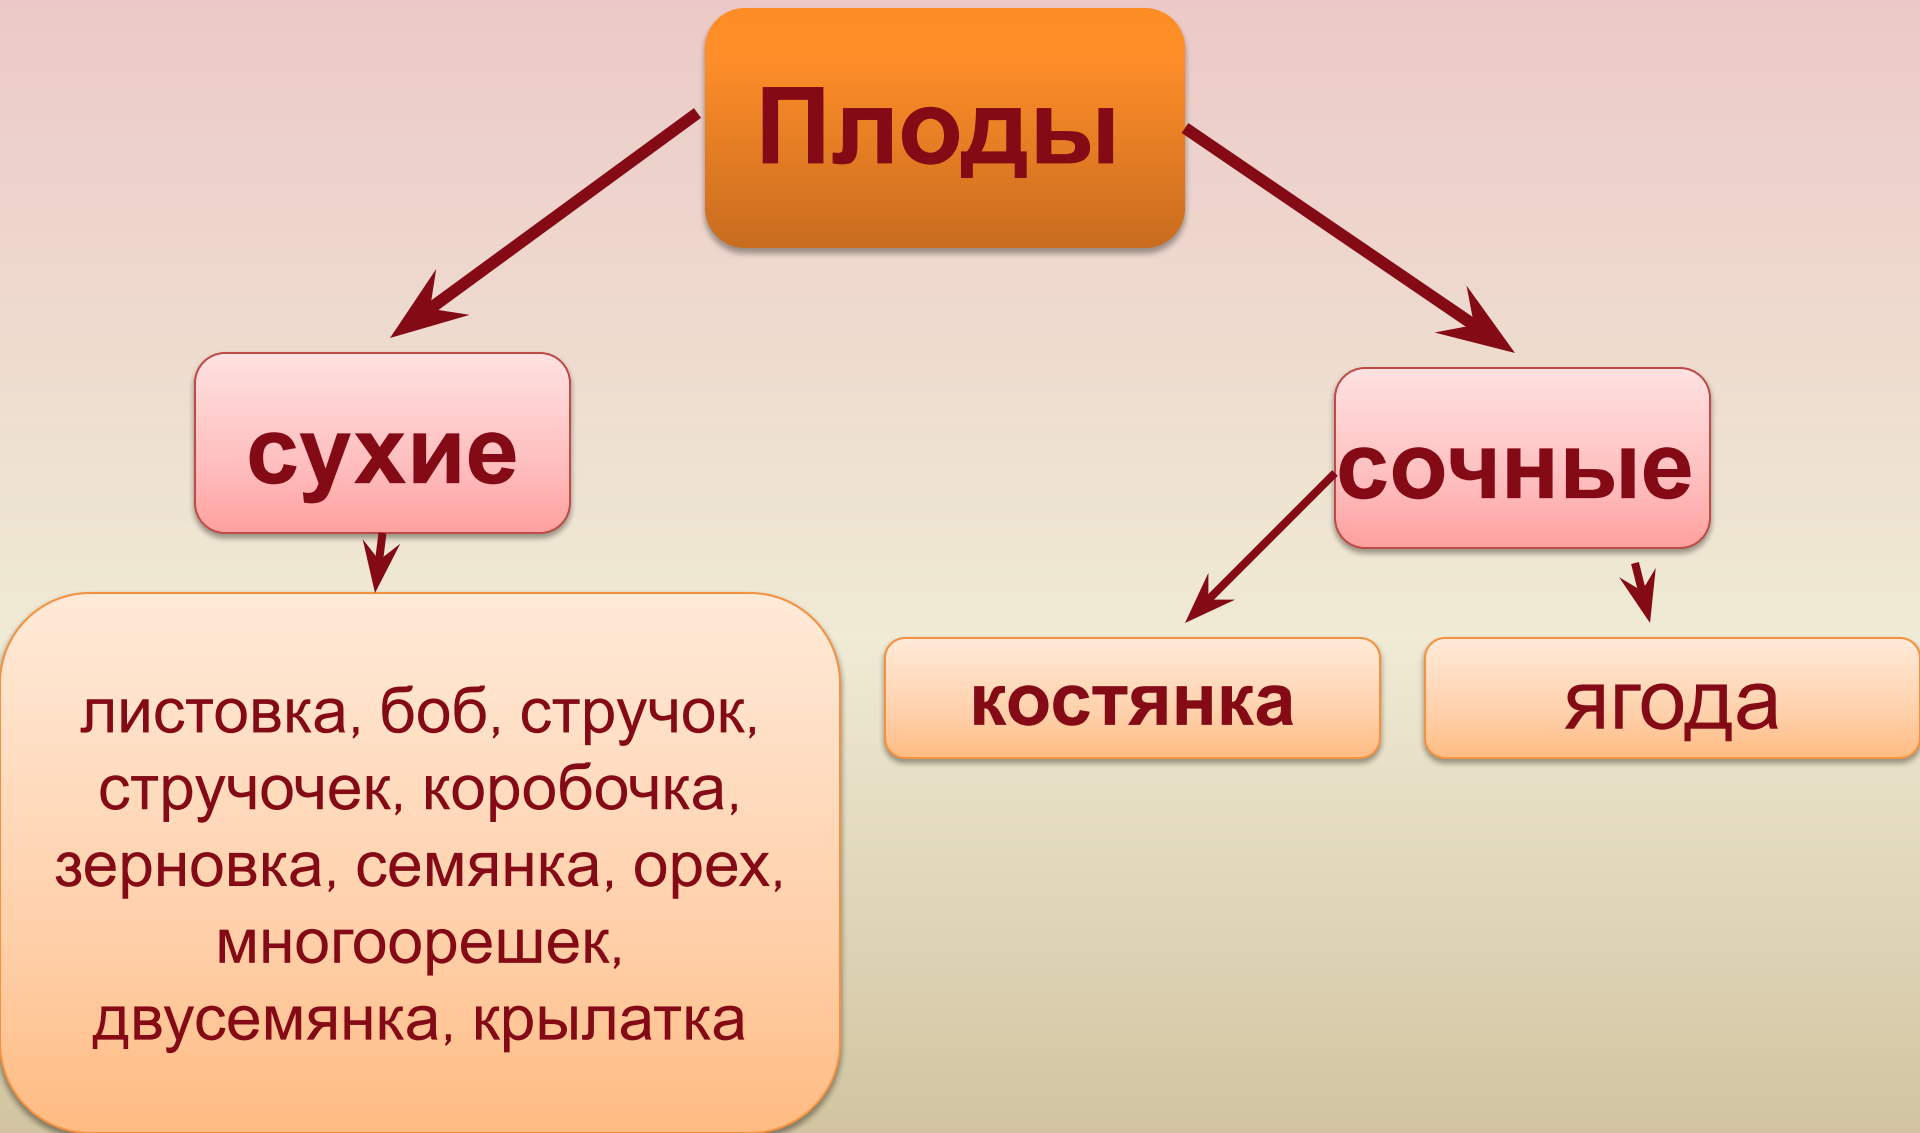 Плоды
сухие
сочные
листовка, боб, стручок,
стручочек, коробочка,
зерновка, семянка, орех,
многоорешек,
двусемянка, крылатка
костянка
ягода